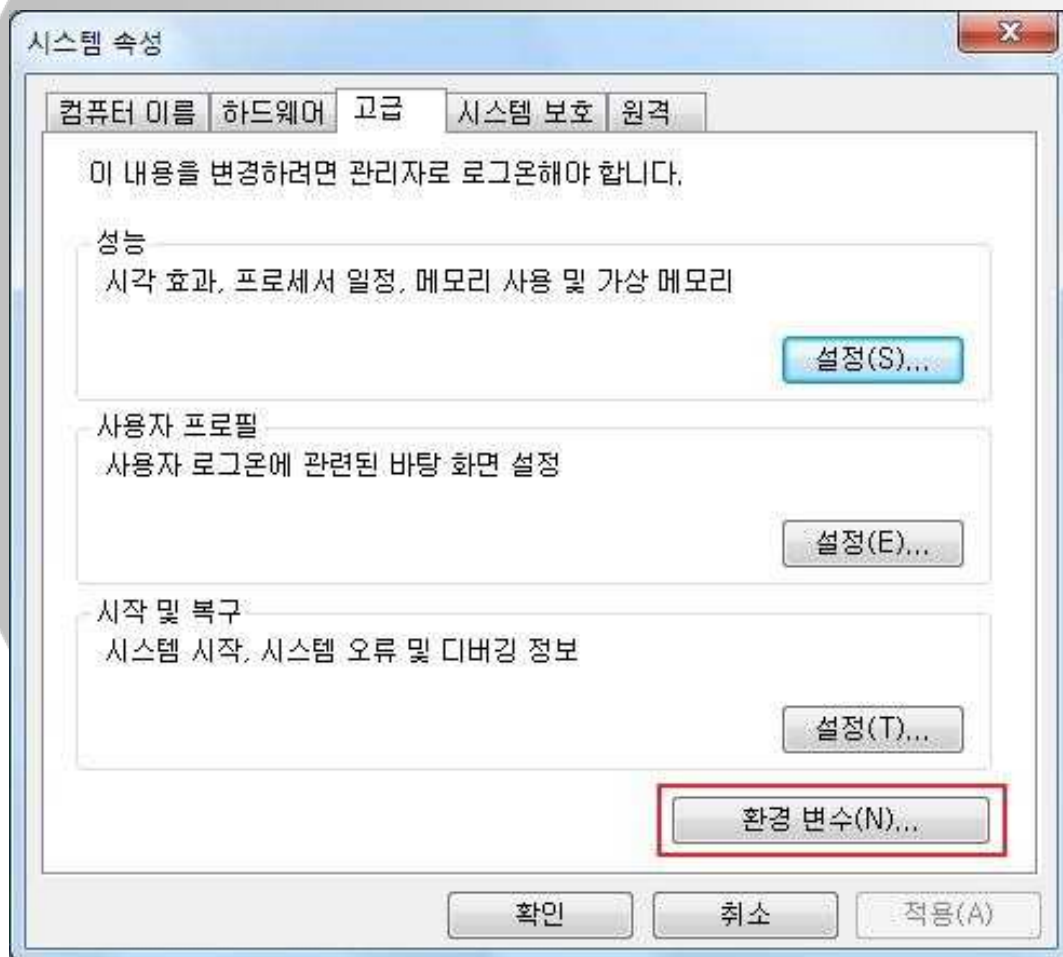 시스템 속성
컴퓨터 이름 하드웨어 고급 시스템 보호 원격
이 내용을 변경하려면 관리자로 로그온해야 합니다.
성능
시각 효과, 프로세서 일정, 메모리 사용 및 가상 메모리
설정(S)...
사용자 프로필
사용자 로그온에 관련된 바탕 화면 설정
설정(E)...
시작 및 복구
시스템 시작, 시스템 오류 및 디버깅 정보
설정(T)...
환경 변수(N)...
확인 취소 적용(A)